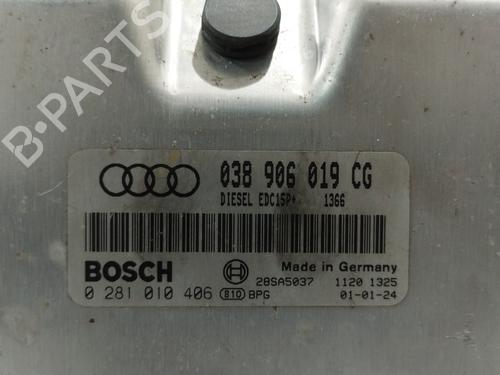 B-PARTS
038 906 019 CG
DIESEL EDC15P+ 1366
BOSCH
Made in Germany
28SA5037 1120 1325
0 281 010 406 810 BPG 01-01-24